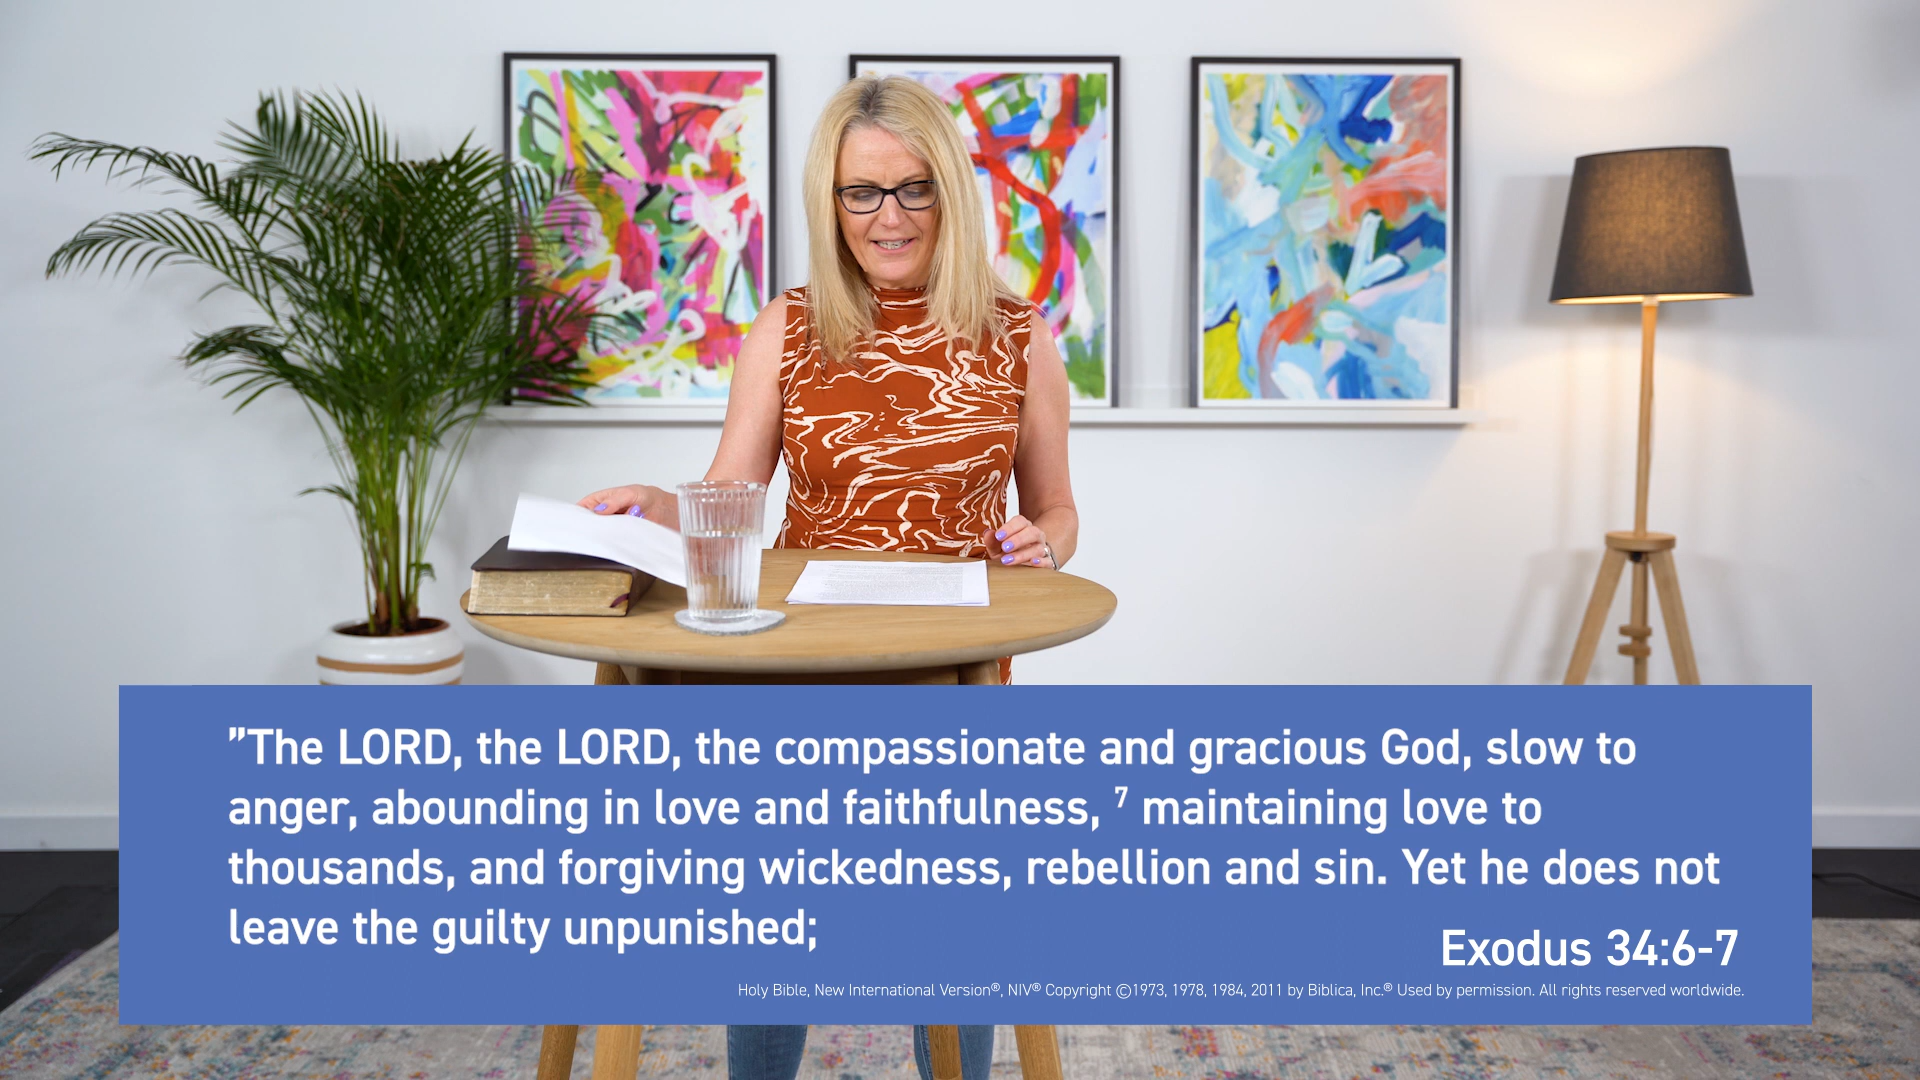 ”The LORD, the LORD, the compassionate and gracious God, slow to
anger, abounding in love and faithfulness, ⁷ maintaining love to
thousands, and forgiving wickedness, rebellion and sin. Yet he does not
leave the guilty unpunished;
Exodus 34:6-7
Holy Bible, New International Version®, NIV® Copyright ©1973, 1978, 1984, 2011 by Biblica, Inc.® Used by permission. All rights reserved worldwide.